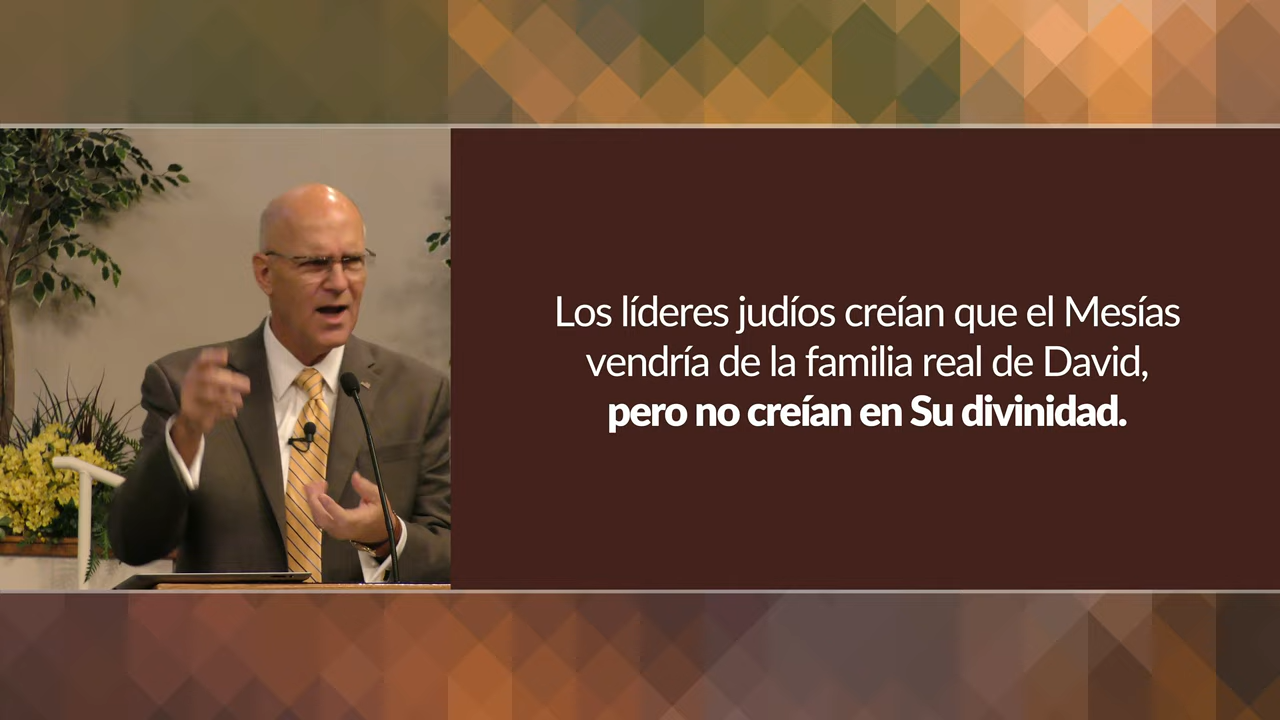 Los líderes judíos creían que el Mesías
vendría de la familia real de David,
pero no creían en Su divinidad.